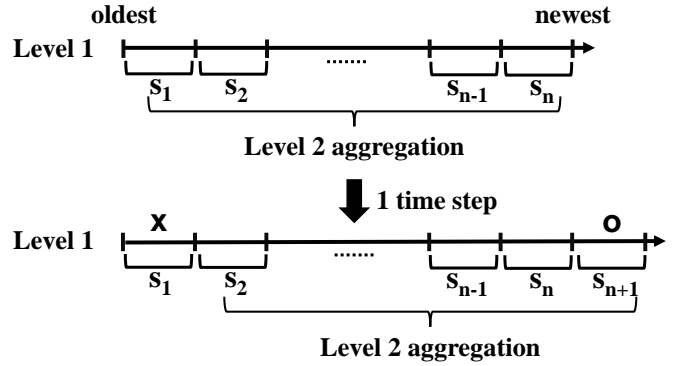 oldest newest
Level 1
.......
s1 s2 sn-1 sn
Level 2 aggregation
1 time step
X O
Level 1
.......
s1 s2 sn-1 sn sn+1
Level 2 aggregation